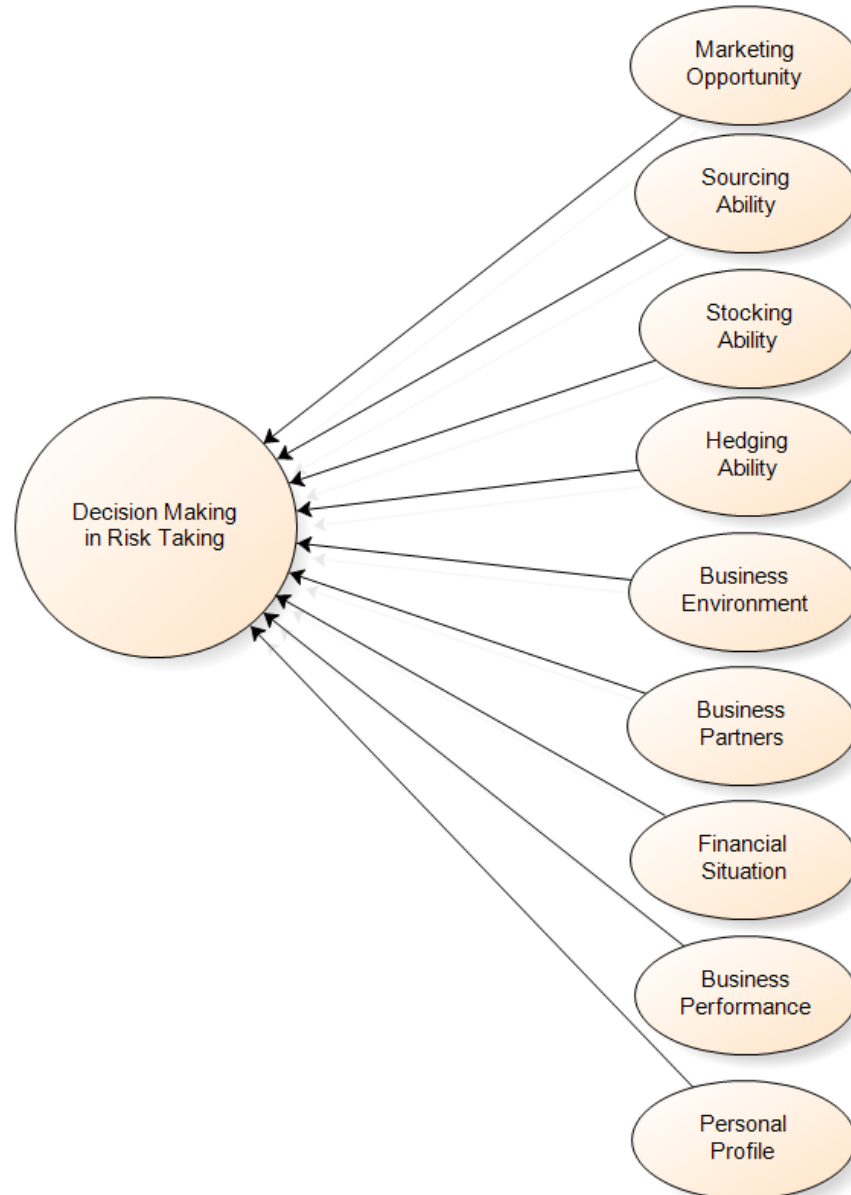 Marketing
Opportunity
Sourcing
Ability
Stocking
Ability
Hedging
Ability
Decision Making
in Risk Taking
Business
Environment
Business
Partners
Financial
Situation
Business
Performance
Personal
Profile